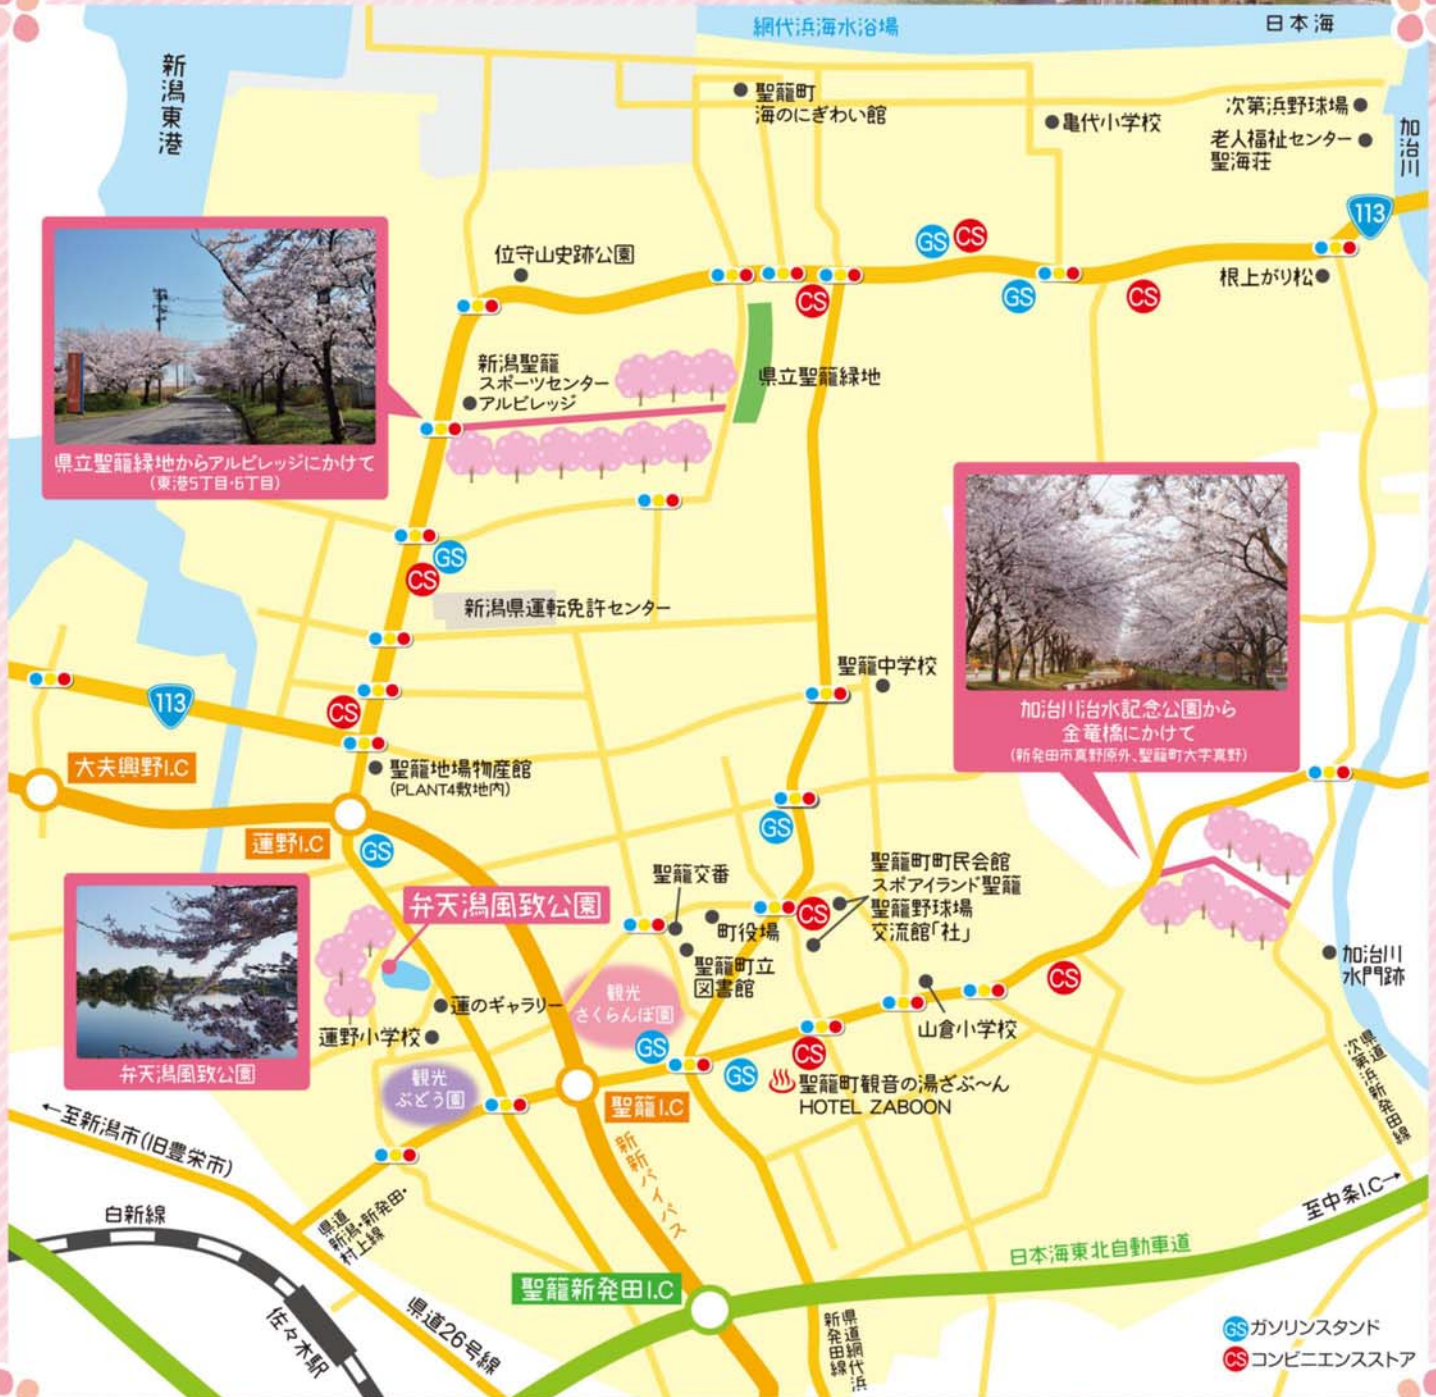 網代浜海水浴場
日本海
新潟東港
聖籠町
海のにぎわい館
亀代小学校
次第浜野球場
老人福祉センター
聖海荘
加治川
113
位守山史跡公園
GS
CS
CS
GS
CS
根上がり松
新潟聖籠
スポーツセンター
アルビレッジ
県立聖籠緑地
県立聖籠緑地からアルビレッジにかけて
(東港5丁目・6丁目)
GS
CS
新潟県運転免許センター
聖籠中学校
加治川治水記念公園から
金竜橋にかけて
(新発田市真野原外、聖籠町大字真野)
113
CS
大夫興野I.C
聖籠地場物産館
(PLANT4敷地内)
蓮野I.C
GS
GS
聖籠交番
聖籠町町民会館
スポアイランド聖籠
聖籠野球場
交流館「杜」
弁天潟風致公園
町役場
CS
聖籠町立
図書館
加治川
水門跡
CS
観光
さくらんぼ園
蓮のギャラリー
蓮野小学校
山倉小学校
弁天潟風致公園
観光
ぶどう園
GS
GS
CS
聖籠町観音の湯ざぶ〜ん
HOTEL ZABOON
聖籠I.C
県道
次第浜新発田線
←至新潟市(旧豊栄市)
新新バイパス
県道
新潟・新発田・
村上線
白新線
至中条I.C→
日本海東北自動車道
聖籠新発田I.C
佐々木駅
県道26号線
県道網代浜
新発田線
GSガソリンスタンド
CSコンビニエンスストア